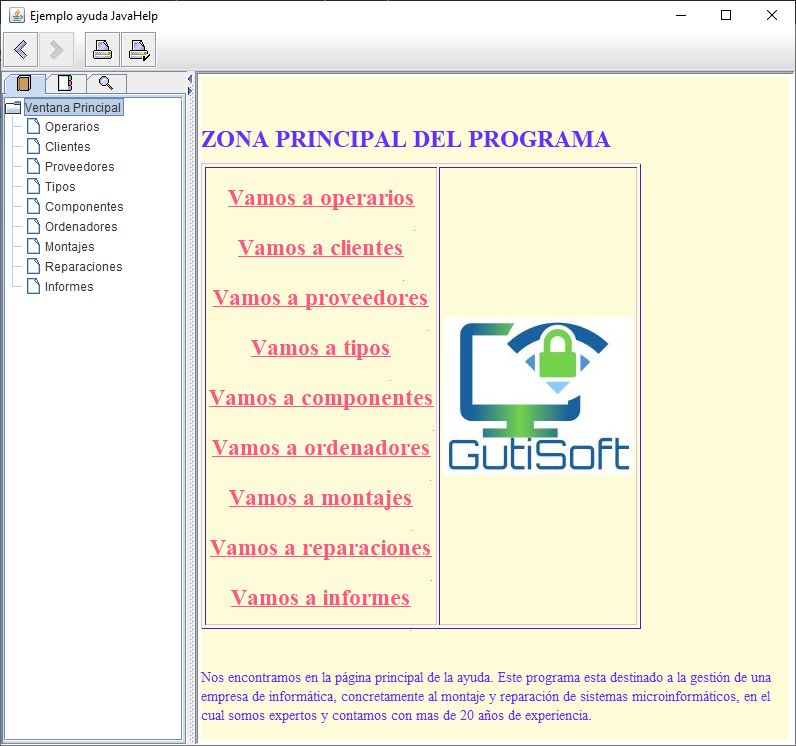 Ejemplo ayuda JavaHelp
Ventana Principal
Operarios
Clientes
Proveedores
Tipos
Componentes
Ordenadores
Montajes
Reparaciones
Informes
ZONA PRINCIPAL DEL PROGRAMA
Vamos a operarios
Vamos a clientes
Vamos a proveedores
Vamos a tipos
Vamos a componentes
Vamos a ordenadores
Vamos a montajes
Vamos a reparaciones
Vamos a informes
GutiSoft
Nos encontramos en la página principal de la ayuda. Este programa esta destinado a la gestión de una
empresa de informática, concretamente al montaje y reparación de sistemas microinformáticos, en el
cual somos expertos y contamos con mas de 20 años de experiencia.